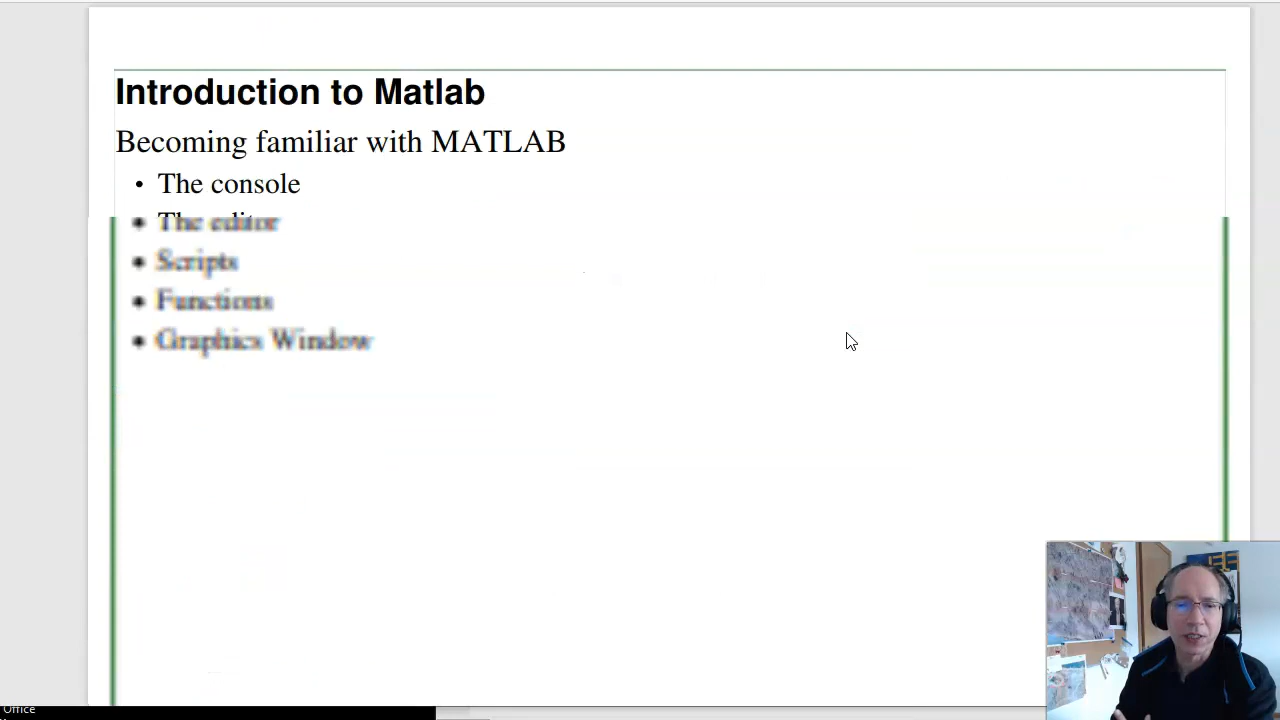 Introduction to Matlab
Becoming familiar with MATLAB
• The console
• The editor
• Scripts
• Functions
• Graphics Window
Office